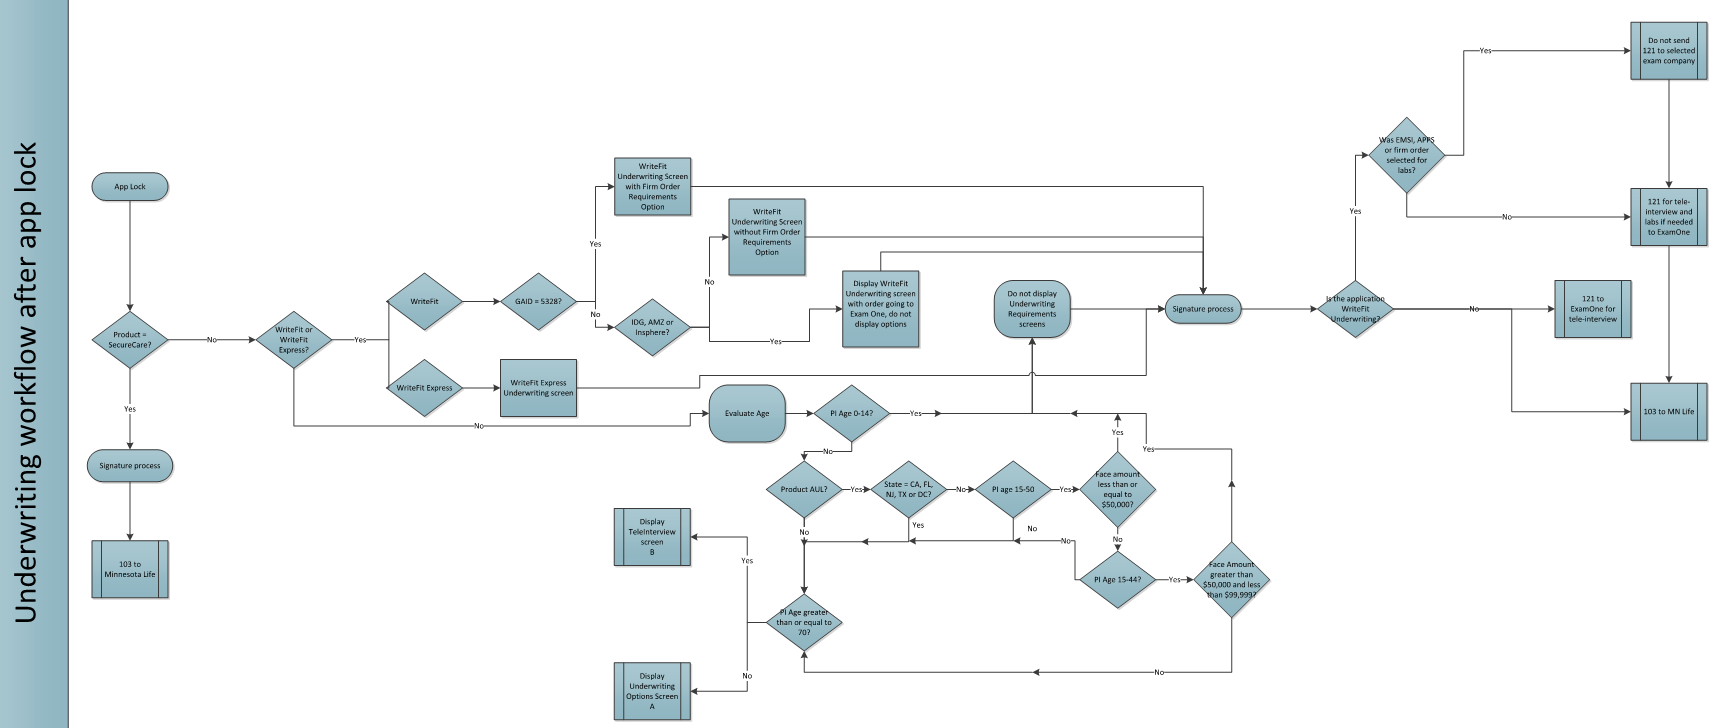 Underwriting workflow after app lock
App Lock
Product =
SecureCare?
No
Yes
Signature process
103 to
Minnesota Life
WriteFit or
WriteFit
Express?
Yes
No
WriteFit
GAID = 5328?
Yes
No
WriteFit
Underwriting Screen
with Firm Order
Requirements
Option
IDG, AMZ or
Insphere?
No
Yes
WriteFit
Underwriting Screen
without Firm Order
Requirements
Option
Display WriteFit
Underwriting screen
with order going to
Exam One, do not
display options
WriteFit Express
WriteFit Express
Underwriting screen
Evaluate Age
PI Age 0-14?
Yes
No
Do not display
Underwriting
Requirements
screens
Signature process
Product AUL?
Yes
No
State = CA, FL,
NJ, TX or DC?
No
Yes
PI age 15-50
Yes
No
Face amount
less than or
equal to
$50,000?
Yes
No
PI Age 15-44?
Yes
No
Face Amount
greater than
$50,000 and less
than $99,999?
Yes
No
PI Age greater
than or equal to
70?
Yes
No
Display
TeleInterview
screen
B
Display
Underwriting
Options Screen
A
Is the application
WriteFit
Underwriting?
Yes
No
Was EMSI, APPS
or firm order
selected for
labs?
Yes
No
Do not send
121 to selected
exam company
121 for tele-
interview and
labs if needed
to ExamOne
121 to
ExamOne for
tele-interview
103 to MN Life